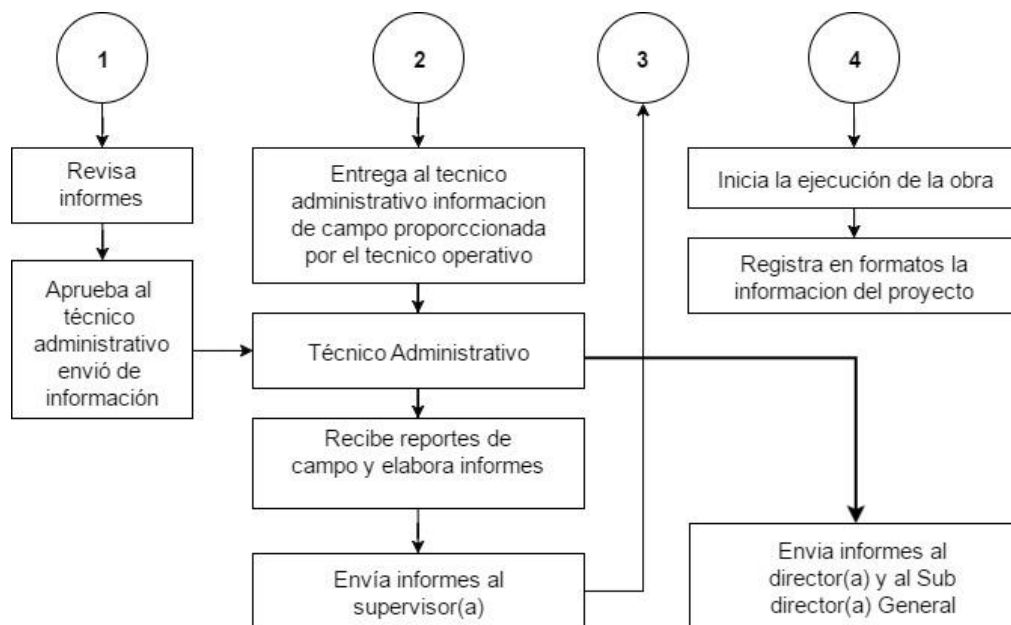 1
2
3
4
Revisa
informes
Aprueba al
técnico
administrativo
envió de
información
Entrega al tecnico
administrativo informacion
de campo proporccionada
por el tecnico operativo
Técnico Administrativo
Recibe reportes de
campo y elabora informes
Envía informes al
supervisor(a)
Inicia la ejecución de la obra
Registra en formatos la
informacion del proyecto
Envia informes al
director(a) y al Sub
director(a) General